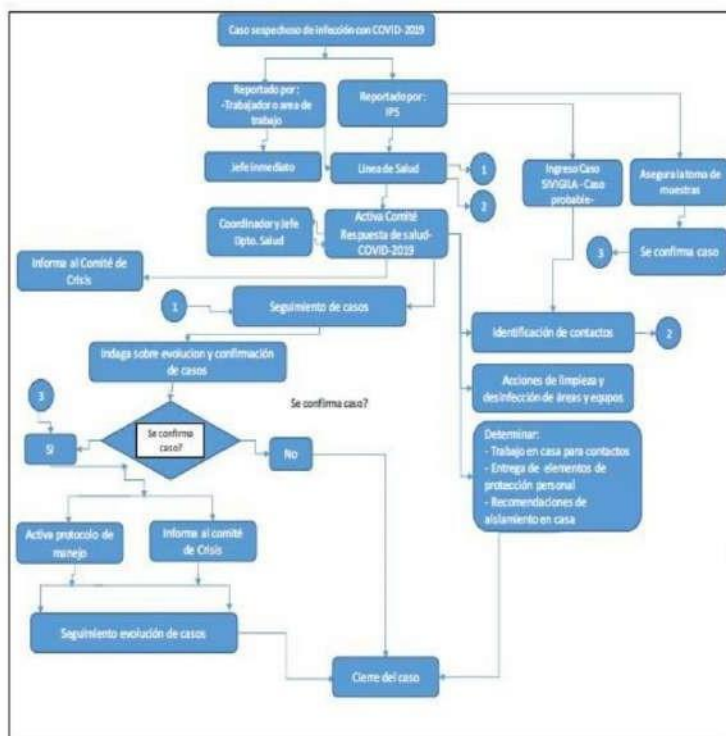 Caso sospechoso de infección con COVID-2019
Reportado por:
-Trabajador o area de
trabajo
Reportado por:
IPS
Jefe inmediato
Linea de Salud
1
2
Ingreso Caso
SIVIGILA - Caso
probable-
Asegura la toma de
muestras
Coordinador y Jefe
Dpto. Salud
Activa Comité
Respuesta de salud-
COVID-2019
3
Se confirma caso
Informa al Comité de
Crisis
1
Seguimiento de casos
Identificación de contactos
2
Indaga sobre evolucion y confirmación
de casos
Acciones de limpieza y
desinfección de áreas y equipos
3
Se confirma caso?
Se confirma
caso?
SI
No
Determinar:
- Trabajo en casa para contactos
- Entrega de elementos de
protección personal
- Recomendaciones de
aislamiento en casa
Activa protocolo de
manejo
Informa al comité
de Crisis
Seguimiento evolución de casos
Cierre del caso